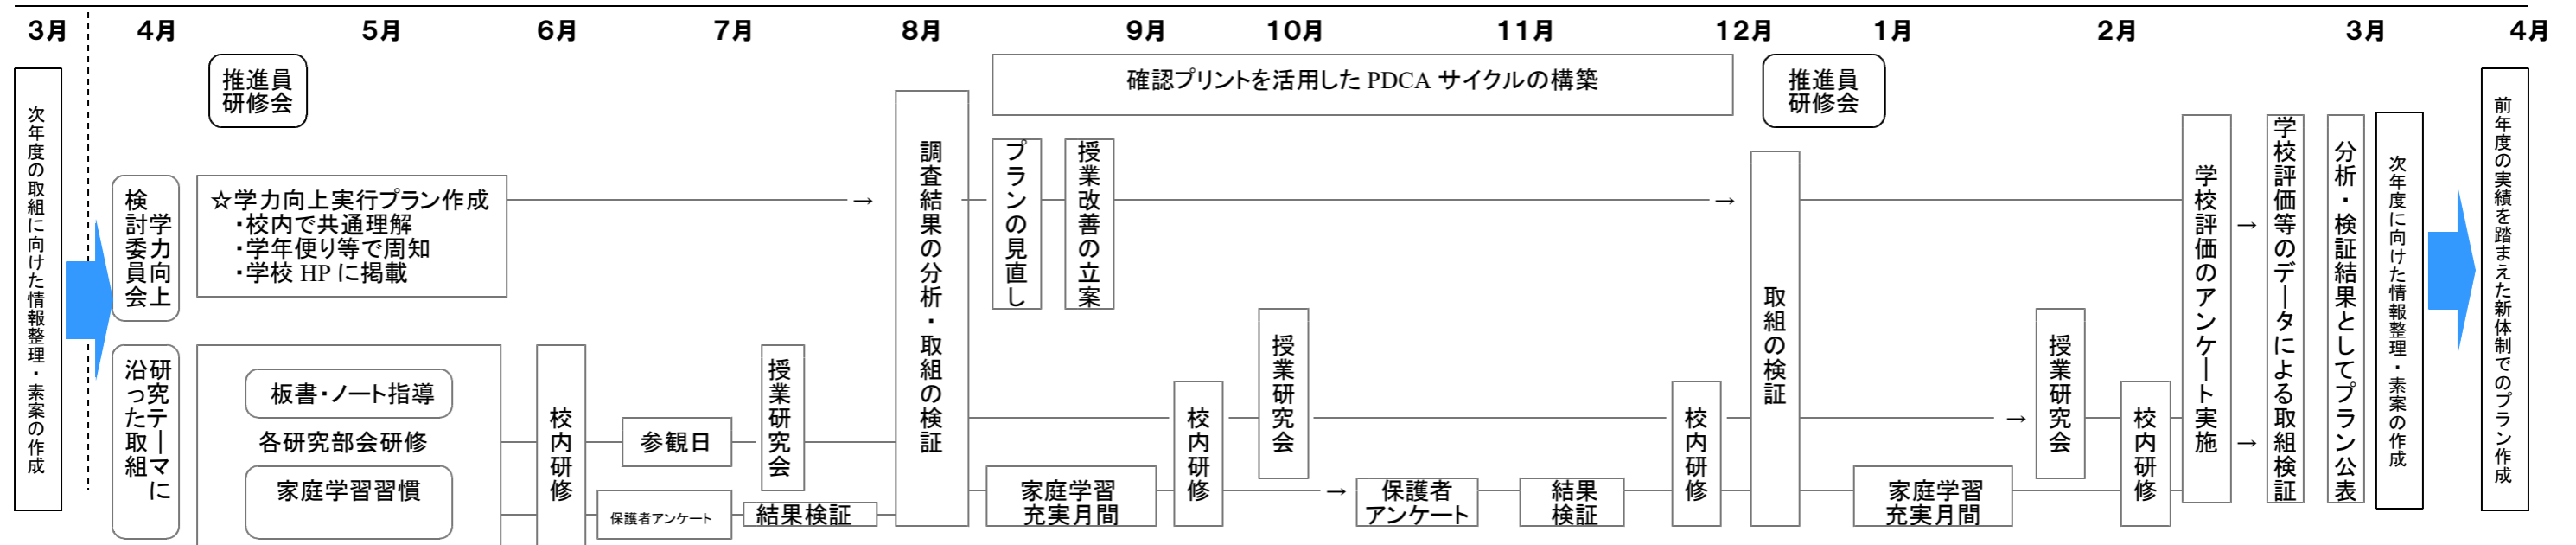 3月 4月 5月 6月 7月 8月 9月 10月 11月 12月 1月 2月 3月 4月
次年度の取組に向けた情報整理・素案の作成
推進員
研修会
学力向上
検討委員会
☆学力向上実行プラン作成
・校内で共通理解
・学年便り等で周知
・学校 HP に掲載
→
研究テーマに
沿った取組
板書・ノート指導
各研究部会研修
家庭学習習慣
校内研修
参観日
保護者アンケート
授業研究会
結果検証
調査結果の分析・取組の検証
確認プリントを活用した PDCA サイクルの構築
プランの見直し
授業改善の立案
→
家庭学習
充実月間
校内研修
授業研究会
→
保護者
アンケート
結果
検証
校内研修
推進員
研修会
取組の検証
家庭学習
充実月間
→
授業研究会
校内研修
学校評価のアンケート実施
→
→
学校評価等のデータによる取組検証
分析・検証結果としてプラン公表
次年度に向けた情報整理・素案の作成
前年度の実績を踏まえた新体制でのプラン作成